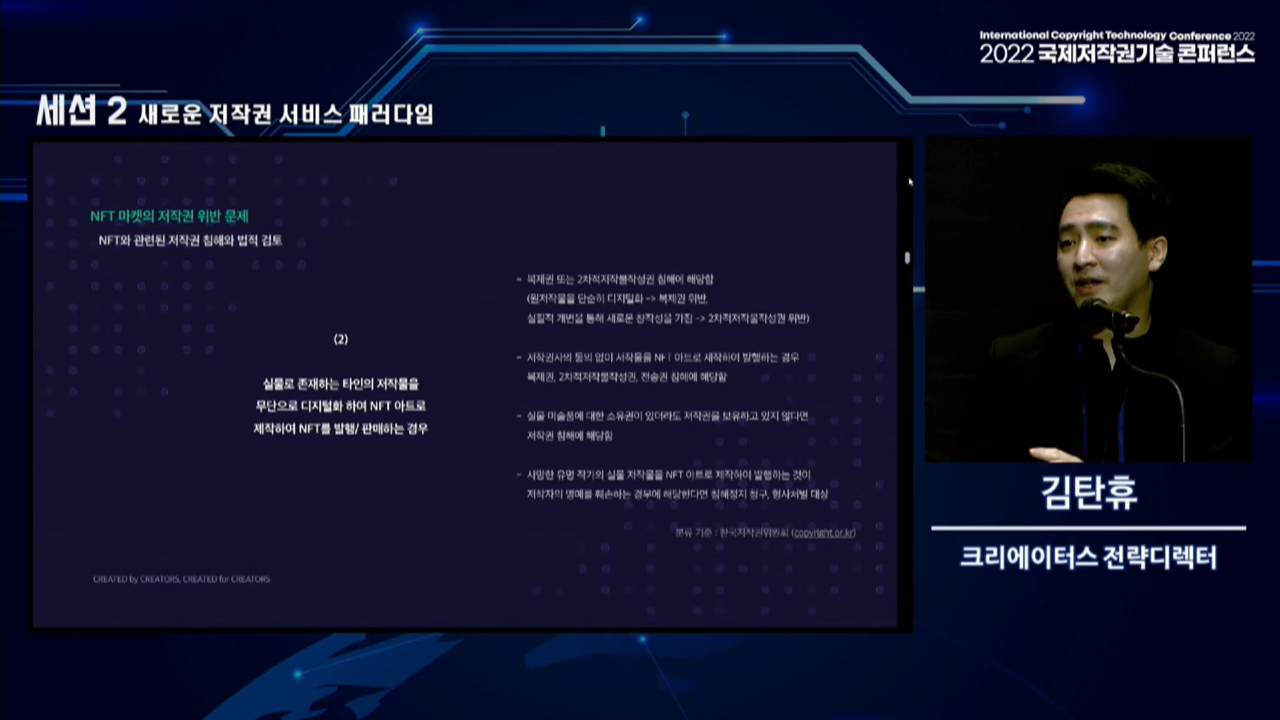 International Copyright Technology Conference 2022
2022 국제저작권기술 콘퍼런스
세션 2 새로운 저작권 서비스 패러다임
NFT 마켓의 저작권 위반 문제
NFT와 관련된 저작권 침해와 법적 검토
(2)
실물로 존재하는 타인의 저작물을
무단으로 디지털화 하여 NFT 아트로
제작하여 NFT를 발행/ 판매하는 경우
- 복제권 또는 2차적저작물작성권 침해에 해당함
(원저작물을 단순히 디지털화 -> 복제권 위반,
실질적 개변을 통해 새로운 창작성을 가짐 -> 2차적저작물작성권 위반)
- 저작권자의 동의 없이 저작물을 NFT 아트로 제작하여 발행하는 경우
복제권, 2차적저작물작성권, 전송권 침해에 해당함
- 실물 미술품에 대한 소유권이 있더라도 저작권을 보유하고 있지 않다면
저작권 침해에 해당함
- 사망한 유명 작가의 실물 저작물을 NFT 아트로 제작하여 발행하는 것이
저작자의 명예를 훼손하는 경우에 해당한다면 침해정지 청구, 형사처벌 대상
분류 기준 : 한국저작권위원회 (copyright.or.kr)
CREATED by CREATORS, CREATED for CREATORS
김탄휴
크리에이터스 전략디렉터